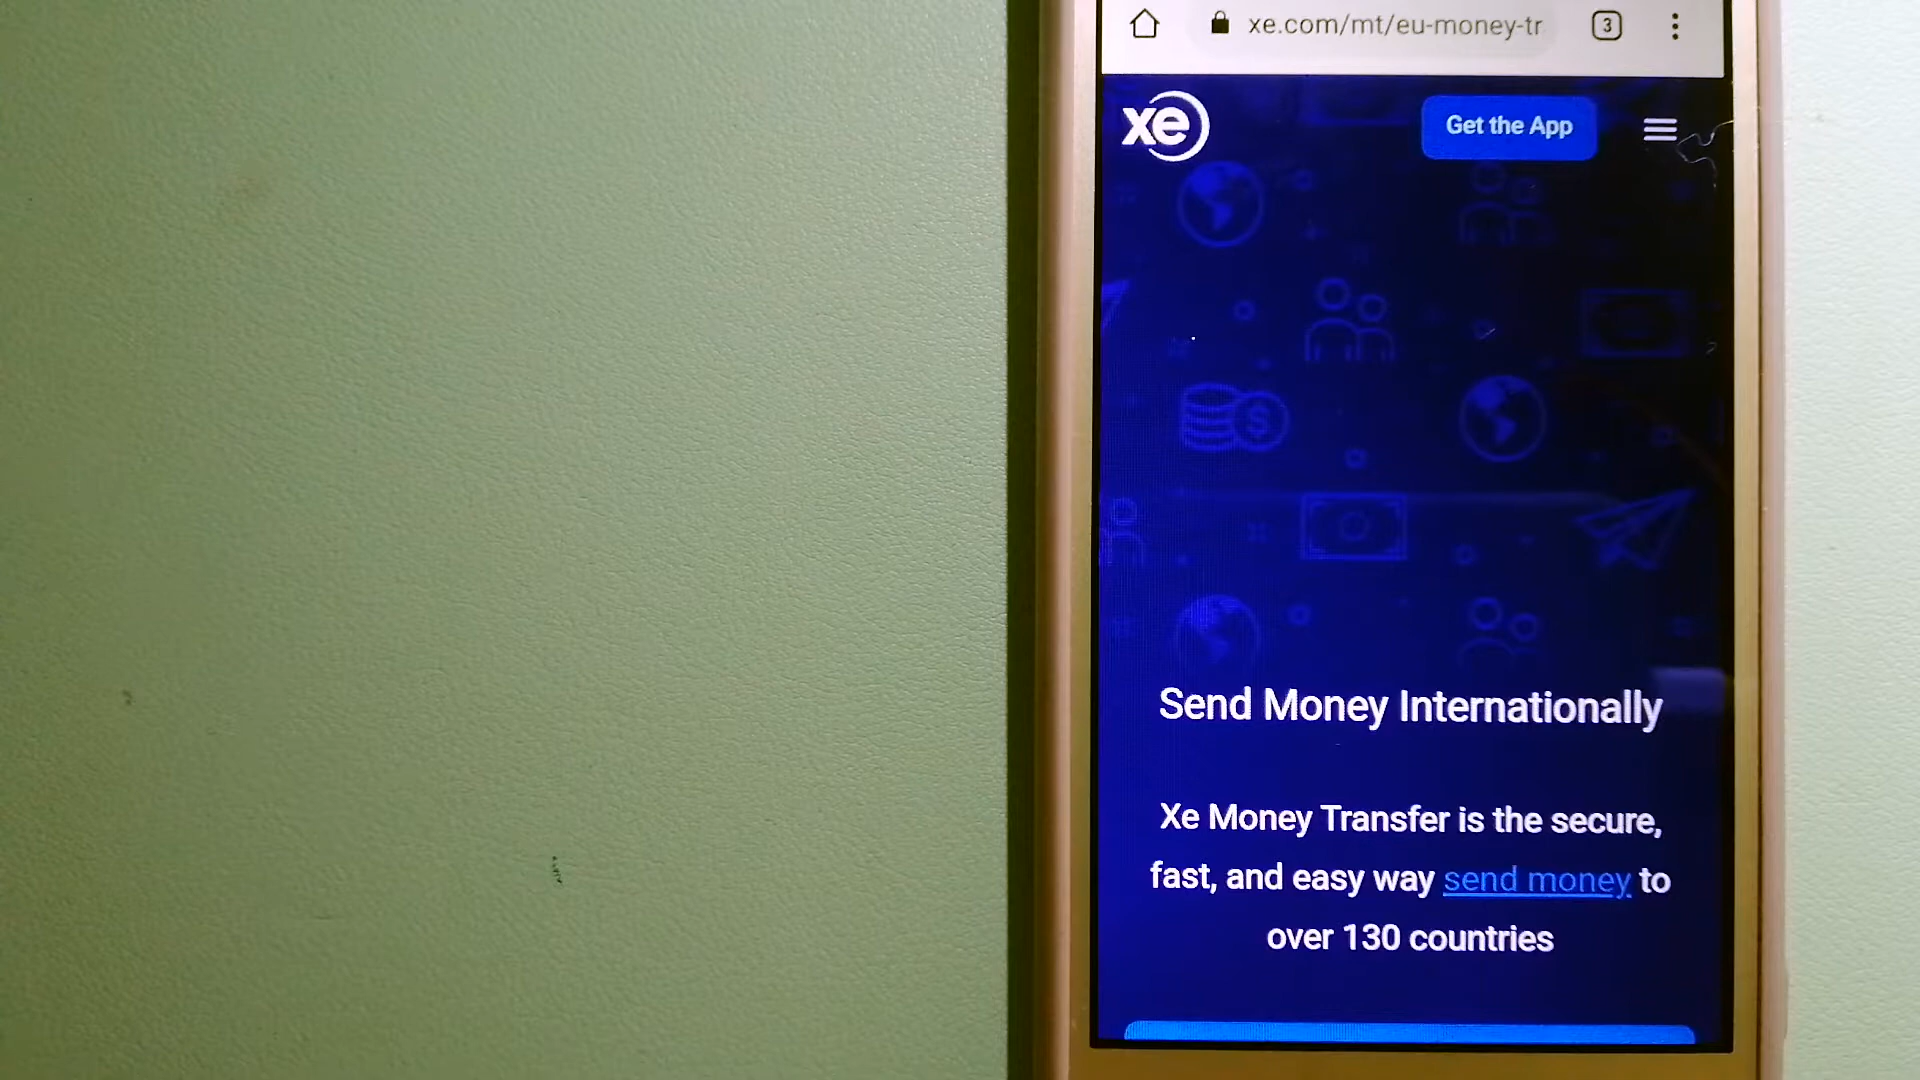 xe.com/mt/eu-money-tr
3
xe
Get the App
Send Money Internationally
Xe Money Transfer is the secure,
fast, and easy way send money to
over 130 countries